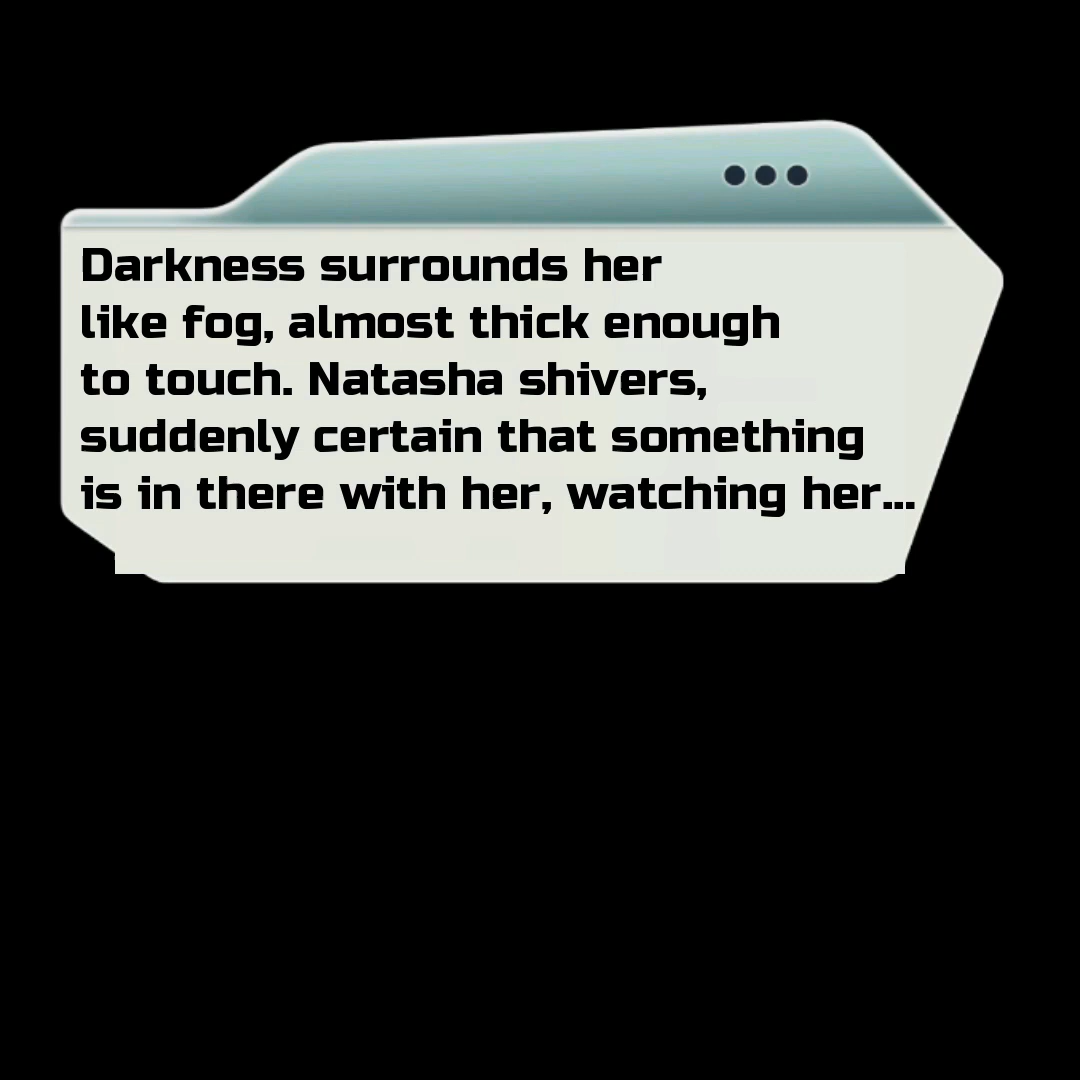 Darkness surrounds her
like fog, almost thick enough
to touch. Natasha shivers,
suddenly certain that something
is in there with her, watching her...